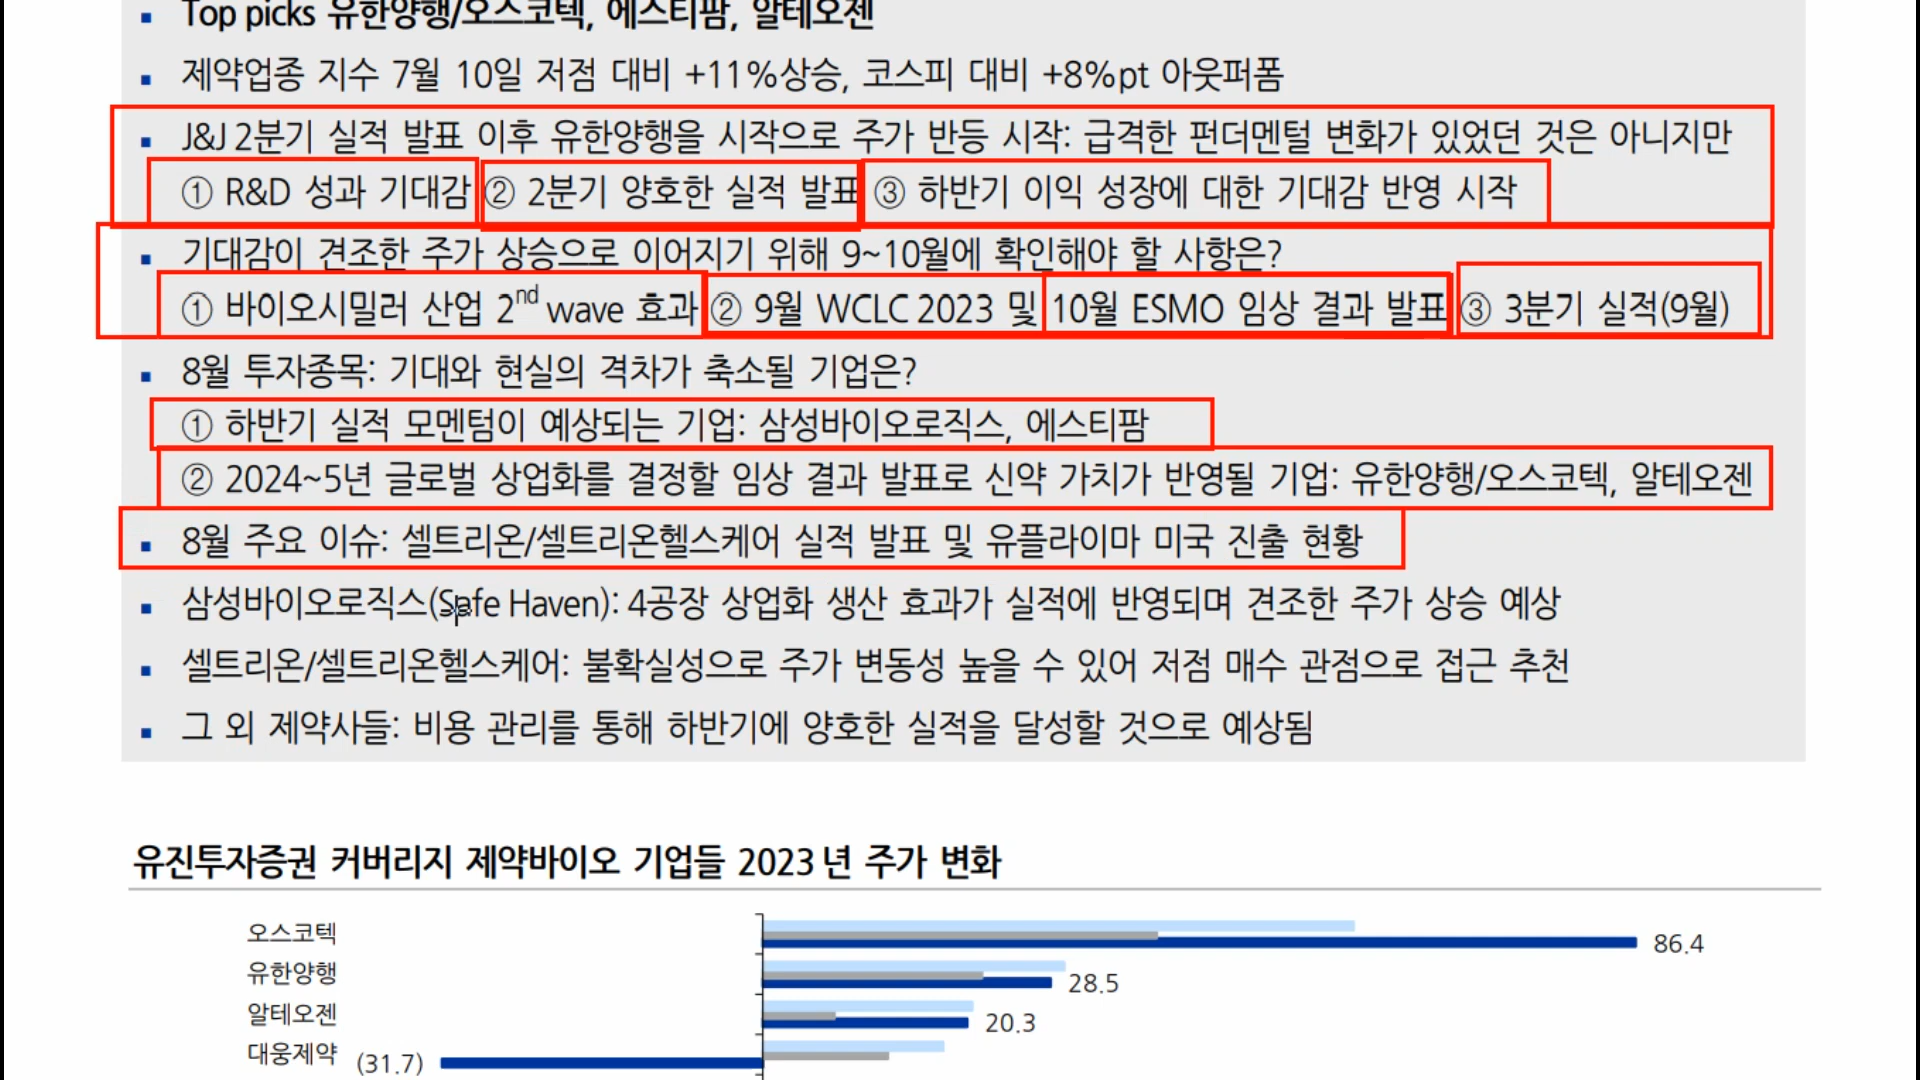 Top picks 유한양행/오스코텍, 에스티팜, 알테오젠
제약업종 지수 7월 10일 저점 대비 +11%상승, 코스피 대비 +8%pt 아웃퍼폼
J&J 2분기 실적 발표 이후 유한양행을 시작으로 주가 반등 시작: 급격한 펀더멘털 변화가 있었던 것은 아니지만
① R&D 성과 기대감 ② 2분기 양호한 실적 발표 ③ 하반기 이익 성장에 대한 기대감 반영 시작
기대감이 견조한 주가 상승으로 이어지기 위해 9~10월에 확인해야 할 사항은?
① 바이오시밀러 산업 2nd wave 효과 ② 9월 WCLC 2023 및 10월 ESMO 임상 결과 발표 ③ 3분기 실적(9월)
8월 투자종목: 기대와 현실의 격차가 축소될 기업은?
① 하반기 실적 모멘텀이 예상되는 기업: 삼성바이오로직스, 에스티팜
② 2024~5년 글로벌 상업화를 결정할 임상 결과 발표로 신약 가치가 반영될 기업: 유한양행/오스코텍, 알테오젠
8월 주요 이슈: 셀트리온/셀트리온헬스케어 실적 발표 및 유플라이마 미국 진출 현황
삼성바이오로직스(Safe Haven): 4공장 상업화 생산 효과가 실적에 반영되며 견조한 주가 상승 예상
셀트리온/셀트리온헬스케어: 불확실성으로 주가 변동성 높을 수 있어 저점 매수 관점으로 접근 추천
그 외 제약사들: 비용 관리를 통해 하반기에 양호한 실적을 달성할 것으로 예상됨
유진투자증권 커버리지 제약바이오 기업들 2023년 주가 변화
오스코텍 86.4
유한양행 28.5
알테오젠 20.3
대웅제약 (31.7)